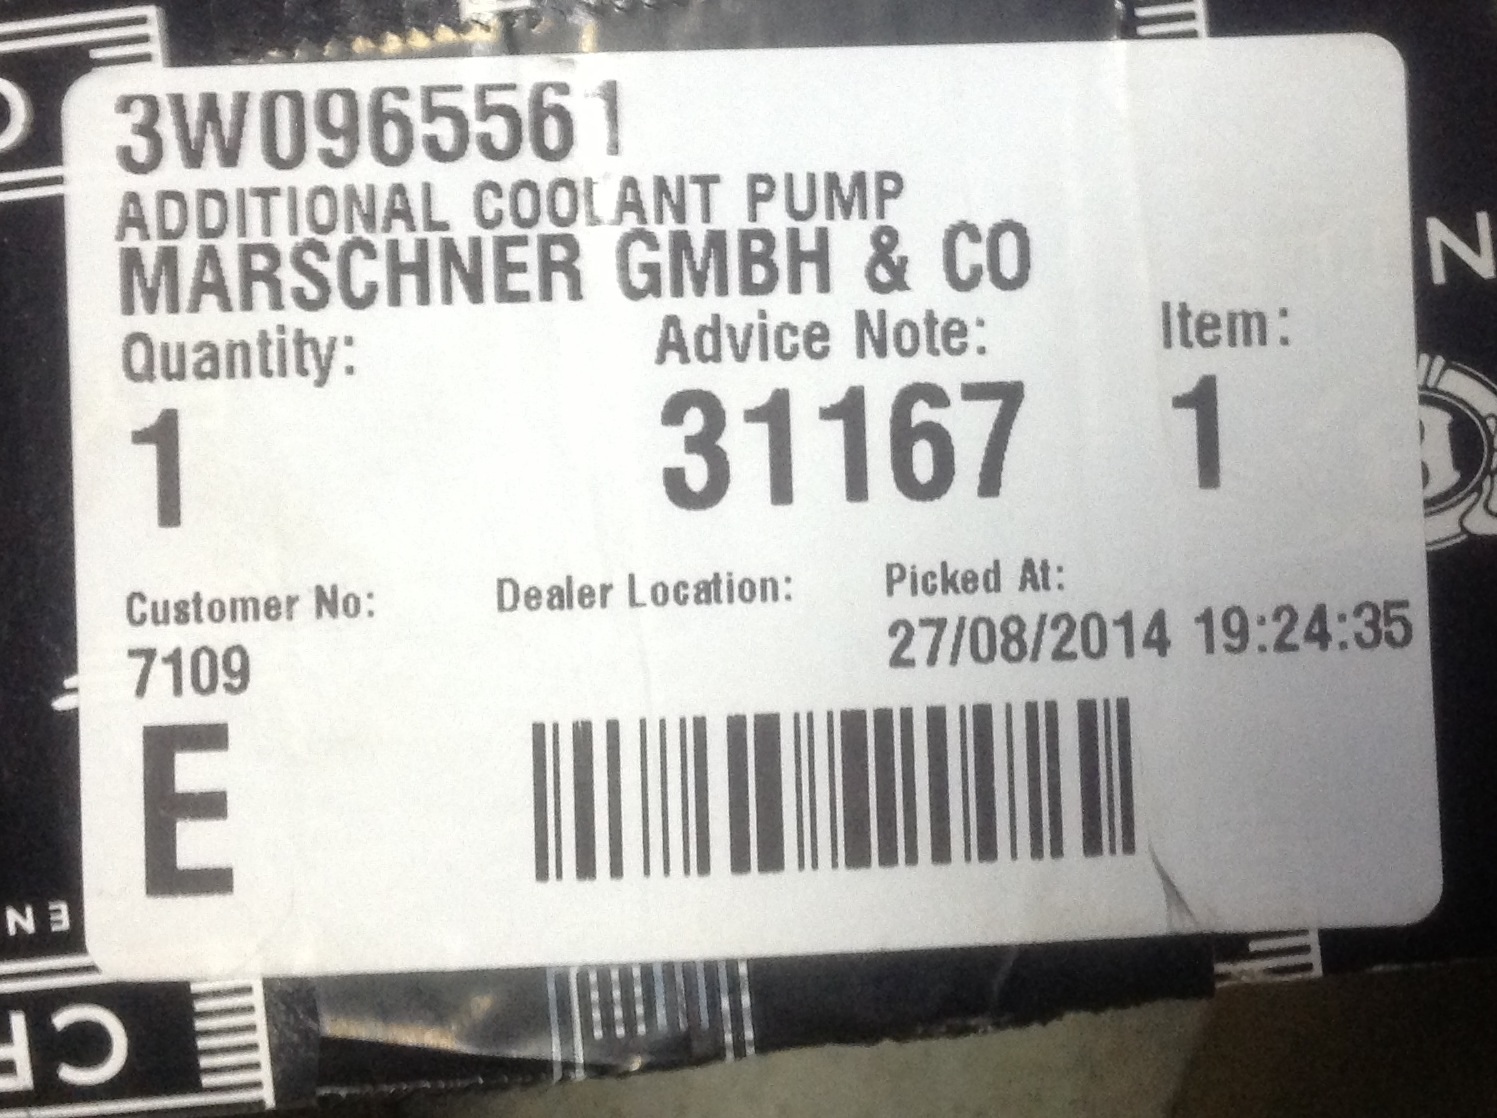 3W0965561
ADDITIONAL COOLANT PUMP
MARSCHNER GMBH & CO
Quantity: Advice Note: Item:
1 31167 1
Customer No: Dealer Location: Picked At:
7109 27/08/2014 19:24:35
E